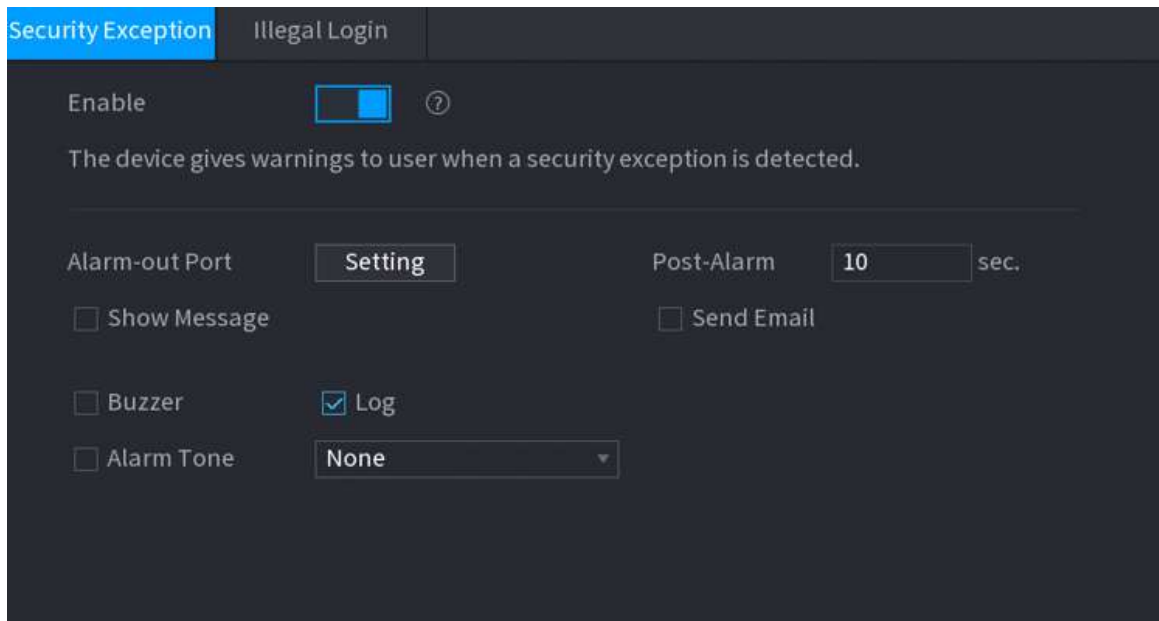 Security Exception Illegal Login
Enable ?
The device gives warnings to user when a security exception is detected.
Alarm-out Port Setting Post-Alarm 10 sec.
Show Message Send Email
Buzzer Log
Alarm Tone None